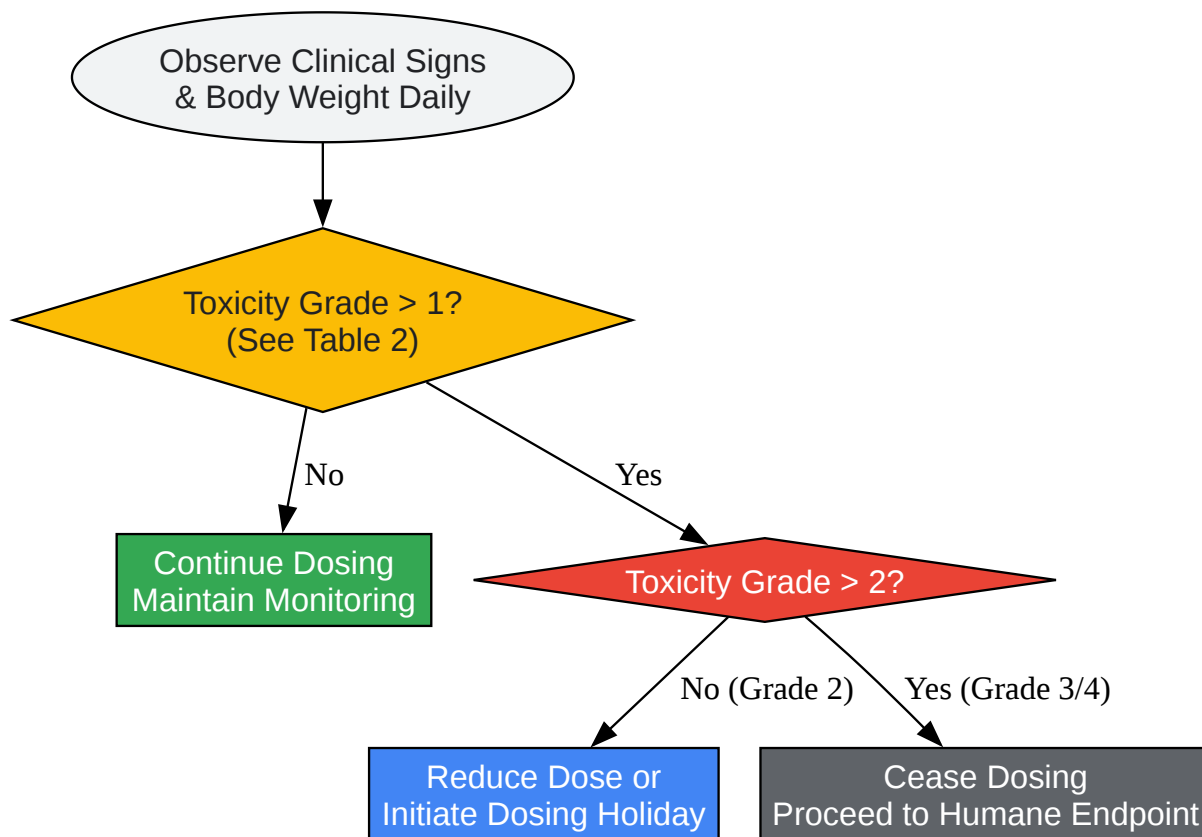 Observe Clinical Signs
& Body Weight Daily
Toxicity Grade > 1?
(See Table 2)
No
Yes
Continue Dosing
Maintain Monitoring
Toxicity Grade > 2?
No (Grade 2)
Yes (Grade 3/4)
Reduce Dose or
Initiate Dosing Holiday
Cease Dosing
Proceed to Humane Endpoint